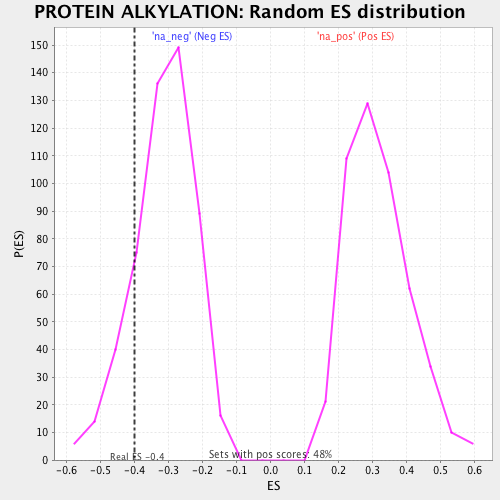 PROTEIN ALKYLATION: Random ES distribution
'na_neg' (Neg ES) 'na_pos' (Pos ES)
150
140
130
120
110
100
90
80
70
60
50
40
30
20
10
0
P(ES)
Real ES -0.4 Sets with pos scores: 48%
-0.6 -0.5 -0.4 -0.3 -0.2 -0.1 0.0 0.1 0.2 0.3 0.4 0.5 0.6
ES